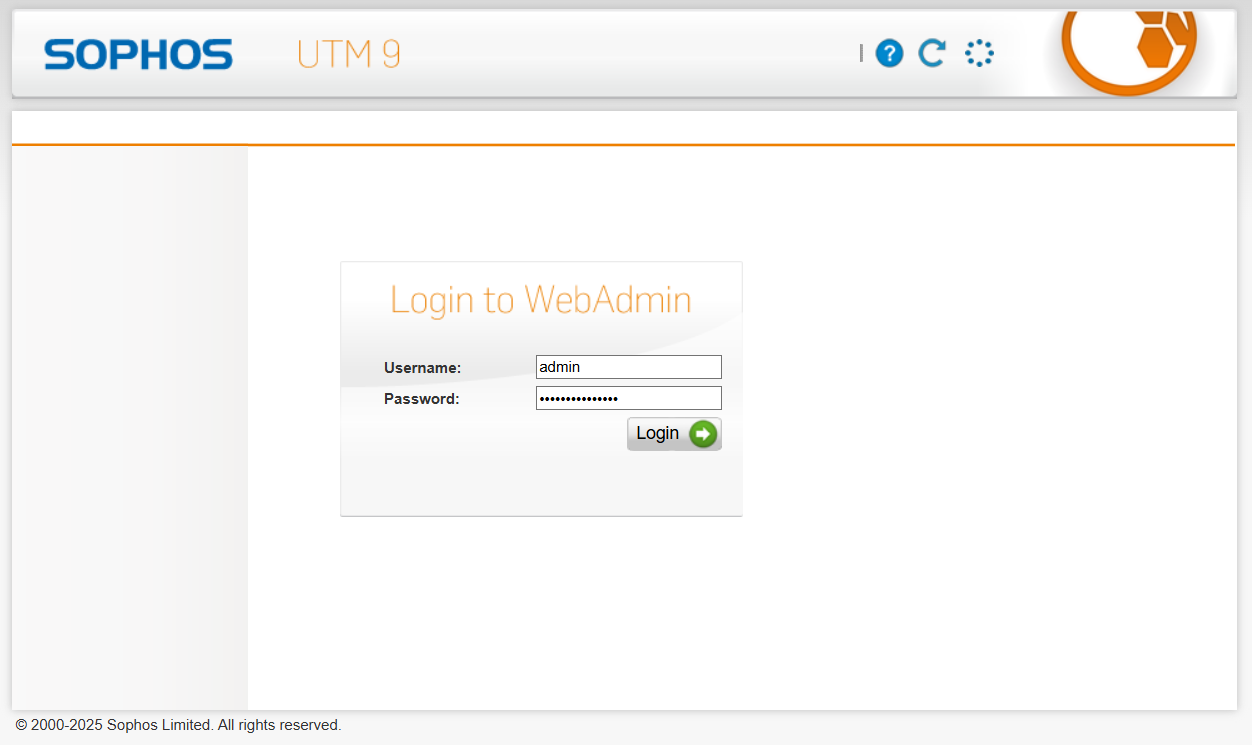 SOPHOS UTM 9 | ?
Login to WebAdmin
Username: admin
Password: •••••••••••••••
Login
© 2000-2025 Sophos Limited. All rights reserved.